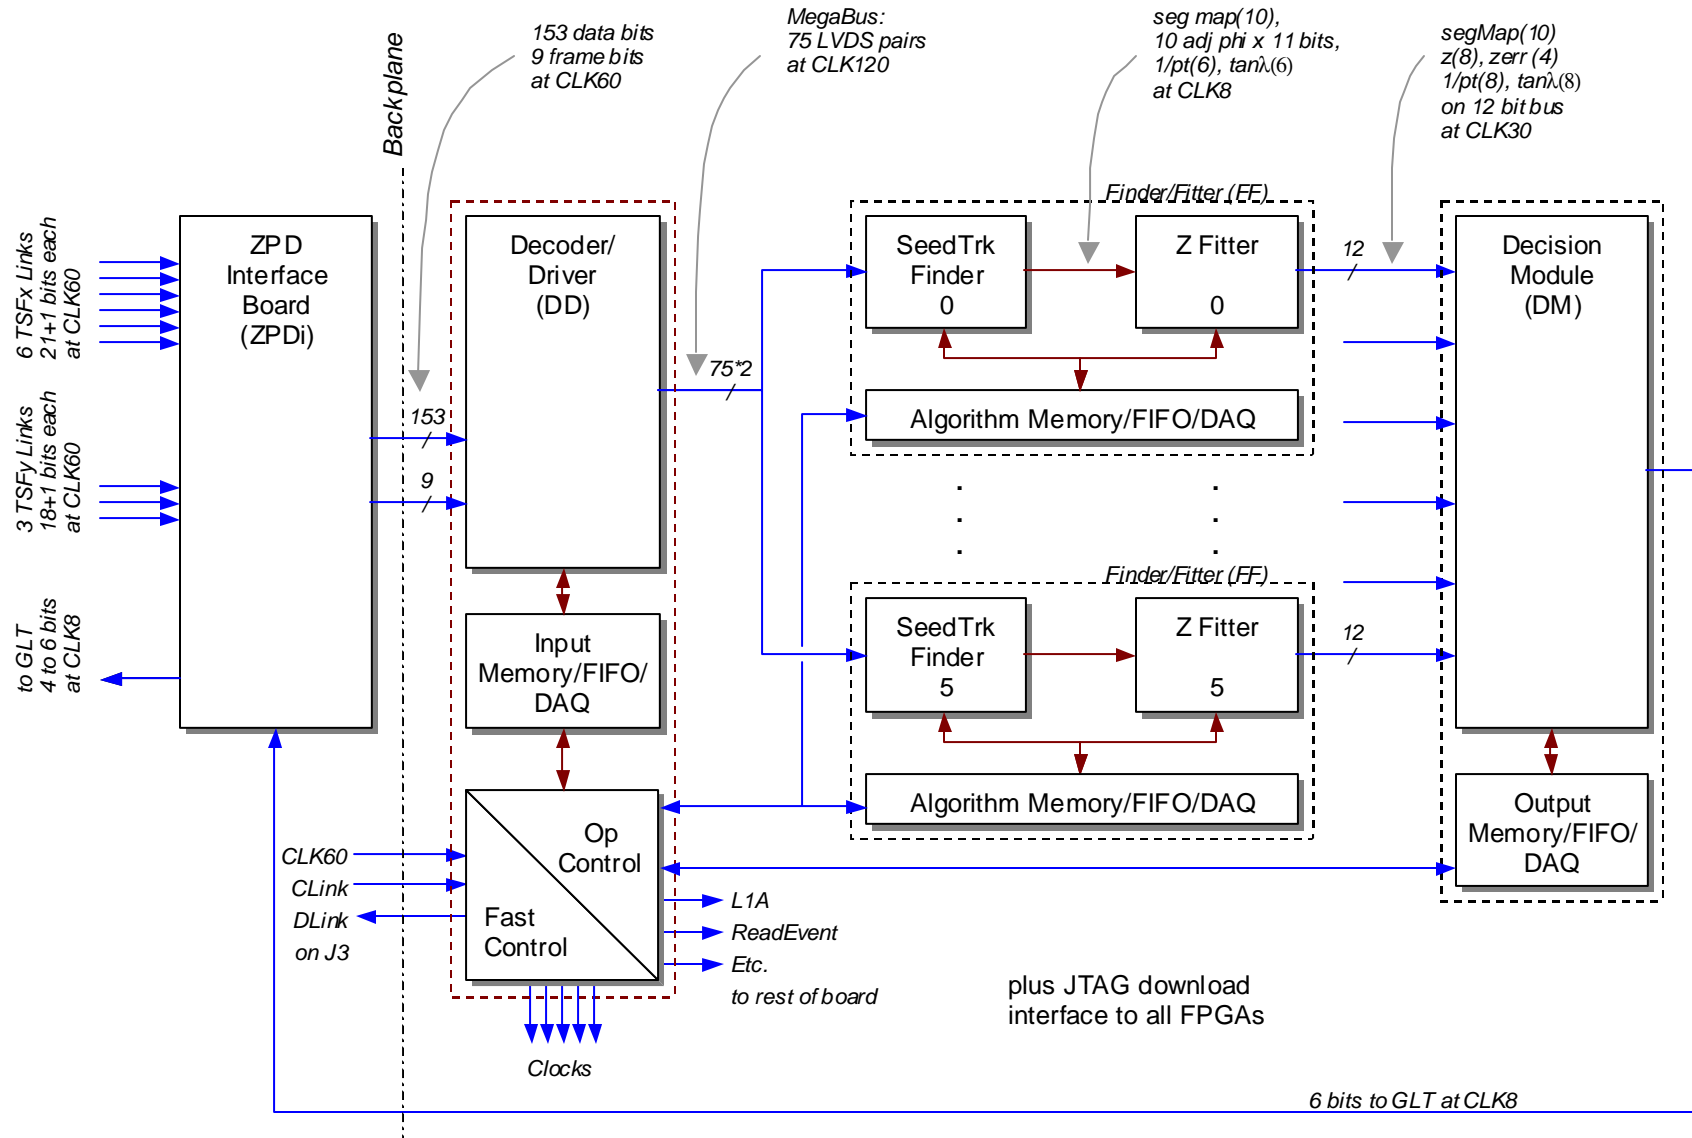 153 data bits
9 frame bits
at CLK60
MegaBus:
75 LVDS pairs
at CLK120
seg map(10),
10 adj phi x 11 bits,
1/pt(6), tanλ(6)
at CLK8
segMap(10)
z(8), zerr (4)
1/pt(8), tanλ(8)
on 12 bit bus
at CLK30
Backplane
6 TSFx Links
21+1 bits each
at CLK60
3 TSFy Links
18+1 bits each
at CLK60
to GLT
4 to 6 bits
at CLK8
ZPD
Interface
Board
(ZPDi)
153
9
Decoder/
Driver
(DD)
75*2
Input
Memory/FIFO/
DAQ
Op
Control
Fast
Control
CLK60
CLink
DLink
on J3
L1A
ReadEvent
Etc.
to rest of board
Clocks
Finder/Fitter (FF)
SeedTrk
Finder
0
Z Fitter
0
12
Algorithm Memory/FIFO/DAQ
. .
. .
. .
Finder/Fitter (FF)
SeedTrk
Finder
5
Z Fitter
5
12
Algorithm Memory/FIFO/DAQ
Decision
Module
(DM)
Output
Memory/FIFO/
DAQ
plus JTAG download
interface to all FPGAs
6 bits to GLT at CLK8